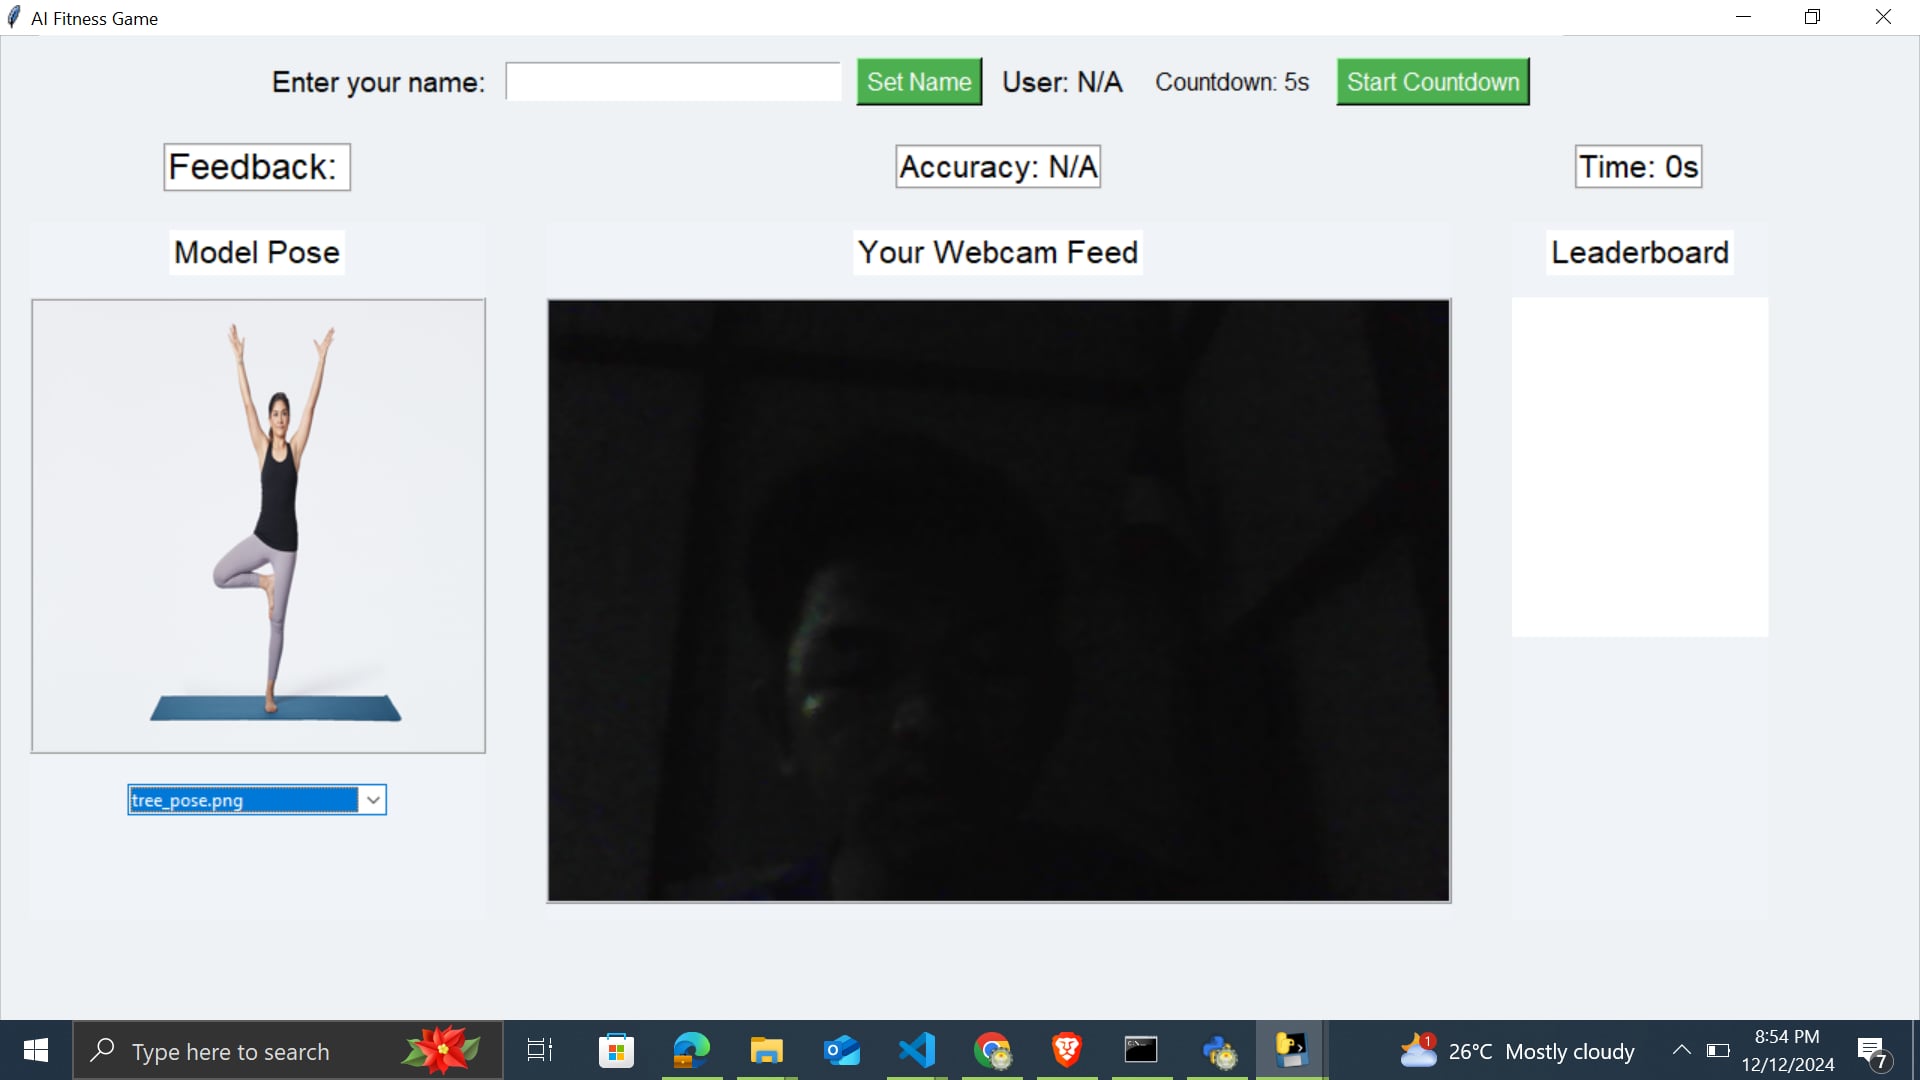 AI Fitness Game
Enter your name: Set Name User: N/A Countdown: 5s Start Countdown
Feedback: Accuracy: N/A Time: 0s
Model Pose Your Webcam Feed Leaderboard
tree_pose.png
Type here to search 1 26°C Mostly cloudy 8:54 PM
12/12/2024 7